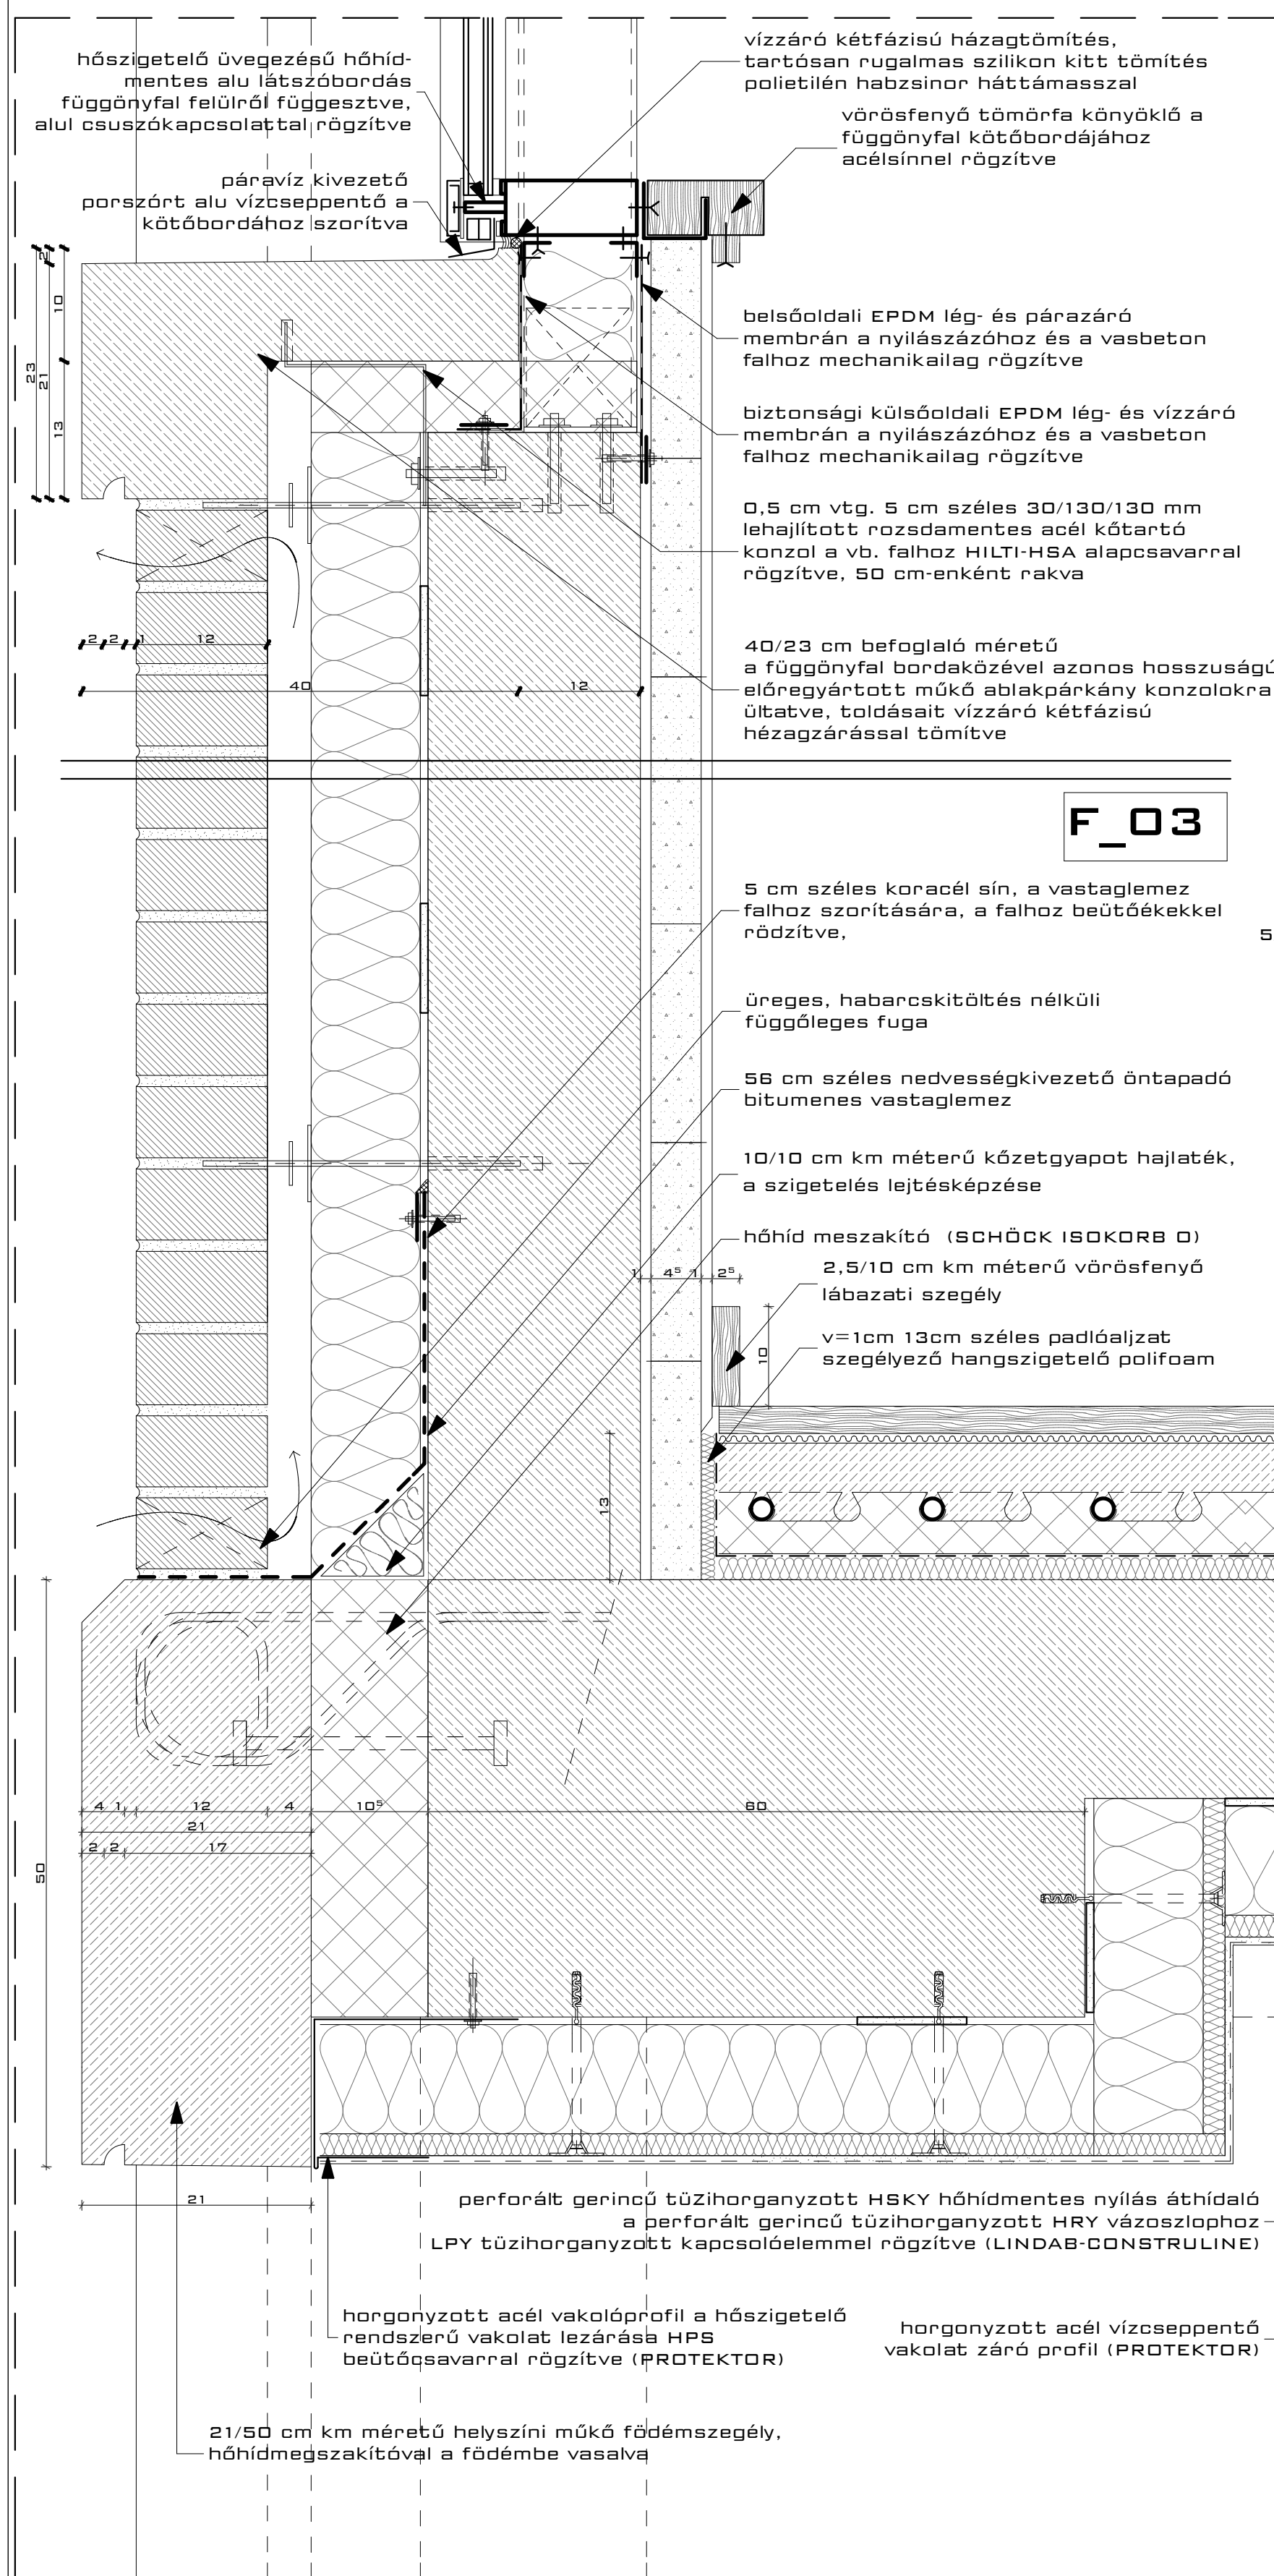 hőszigetelő üvegezésű hőhíd-
mentes alu látszóbordás
függönyfal felülről függesztve,
alul csuszókapcsolattal rögzítve
páravíz kivezető
porszórt alu vízcseppentő a
kötőbordához szorítva
vízzáró kétfázisú házagtömítés,
tartósan rugalmas szilikon kitt tömítés
polietilén habzsinor háttámasszal
vörösfenyő tömörfa könyöklő a
függönyfal kötőbordájához
acélsínnel rögzítve
belsőoldali EPDM lég- és párazáró
membrán a nyilászázóhoz és a vasbeton
falhoz mechanikailag rögzítve
biztonsági külsőoldali EPDM lég- és vízzáró
membrán a nyilászázóhoz és a vasbeton
falhoz mechanikailag rögzítve
0,5 cm vtg. 5 cm széles 30/130/130 mm
lehajlított rozsdamentes acél kőtartó
konzol a vb. falhoz HILTI-HSA alapcsavarral
rögzítve, 50 cm-enként rakva
40/23 cm befoglaló méretű
a függönyfal bordaközével azonos hosszuságú
előregyártott műkő ablakpárkány konzolokra
ültatve, toldásait vízzáró kétfázisú
hézagzárással tömítve
2
10
23
21
13
2 2 1 12
40 12
F_03
5 cm széles koracél sín, a vastaglemez
falhoz szorítására, a falhoz beütőékekkel
rödzítve,
5
üreges, habarcskitöltés nélküli
függőleges fuga
56 cm széles nedvességkivezető öntapadó
bitumenes vastaglemez
10/10 cm km méterű kőzetgyapot hajlaték,
a szigetelés lejtésképzése
hőhíd meszakító (SCHÖCK ISOKORB O)
2,5/10 cm km méterű vörösfenyő
lábazati szegély
1 4⁵ 1 2⁵
v=1cm 13cm széles padlóaljzat
szegélyező hangszigetelő polifoam
10
13
4 1 12 4 10⁵ 60
21
2 2 17
50
21
perforált gerincű tüZihorganyzott HSKY hőhídmentes nyílás áthídaló
a perforált gerincű tüzihorganyzott HRY vázoszlophoz
LPY tüzihorganyzott kapcsolóelemmel rögzítve (LINDAB-CONSTRULINE)
horgonyzott acél vakolóprofil a hőszigetelő
rendszerű vakolat lezárása HPS
beütőcsavarral rögzítve (PROTEKTOR)
horgonyzott acél vízcseppentő
vakolat záró profil (PROTEKTOR)
21/50 cm km méretű helyszíni műkő födémszegély,
hőhídmegszakítóval a födémbe vasalva